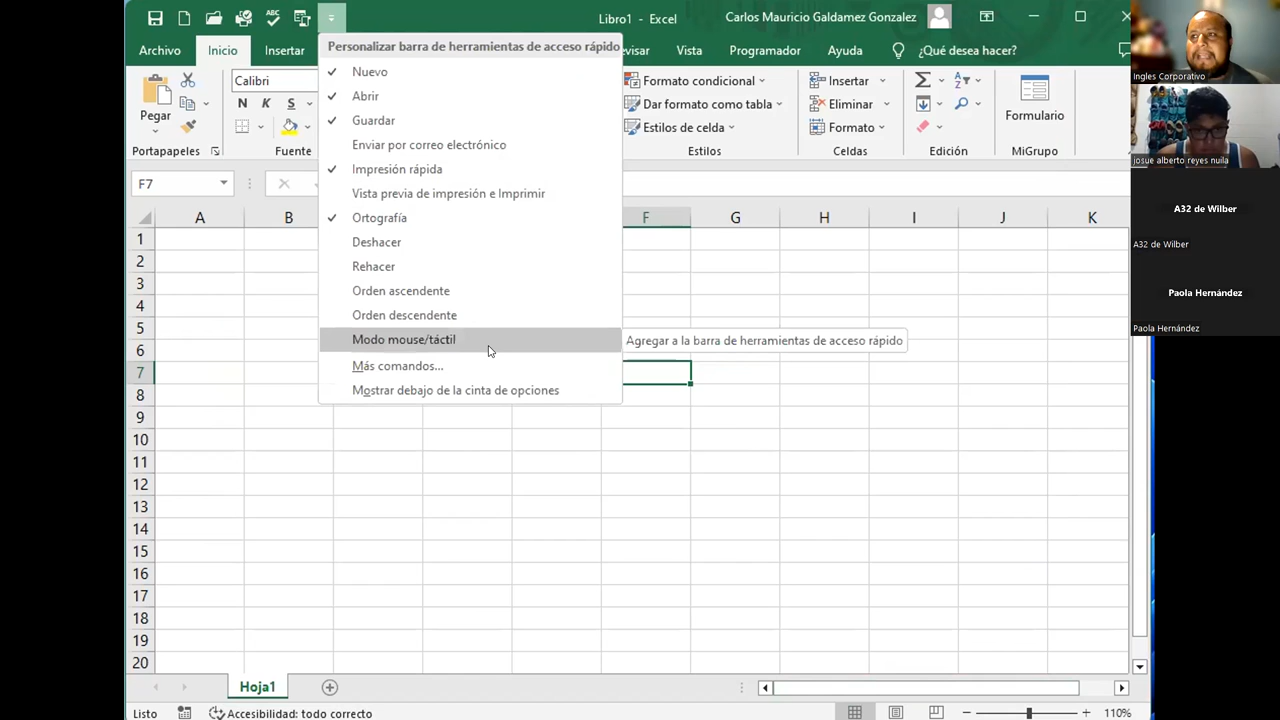 Libro1 - Excel
Carlos Mauricio Galdamez Gonzalez
Archivo
Inicio
Insertar
Vista
Programador
Ayuda
¿Qué desea hacer?
Personalizar barra de herramientas de acceso rápido
Nuevo
Abrir
Guardar
Enviar por correo electrónico
Impresión rápida
Vista previa de impresión e Imprimir
Ortografía
Deshacer
Rehacer
Orden ascendente
Orden descendente
Modo mouse/táctil
Más comandos...
Mostrar debajo de la cinta de opciones
Agregar a la barra de herramientas de acceso rápido
Pegar
Portapapeles
Calibri
N K S
Fuente
Formato condicional
Dar formato como tabla
Estilos de celda
Estilos
Insertar
Eliminar
Formato
Celdas
Edición
Formulario
MiGrupo
F7
A B F G H I J K
1
2
3
4
5
6
7
8
9
10
11
12
13
14
15
16
17
18
19
20
Hoja1
Listo
Accesibilidad: todo correcto
110%
Ingles Corporativo
josue alberto reyes nuila
A32 de Wilber
A32 de Wilber
Paola Hernández
Paola Hernández